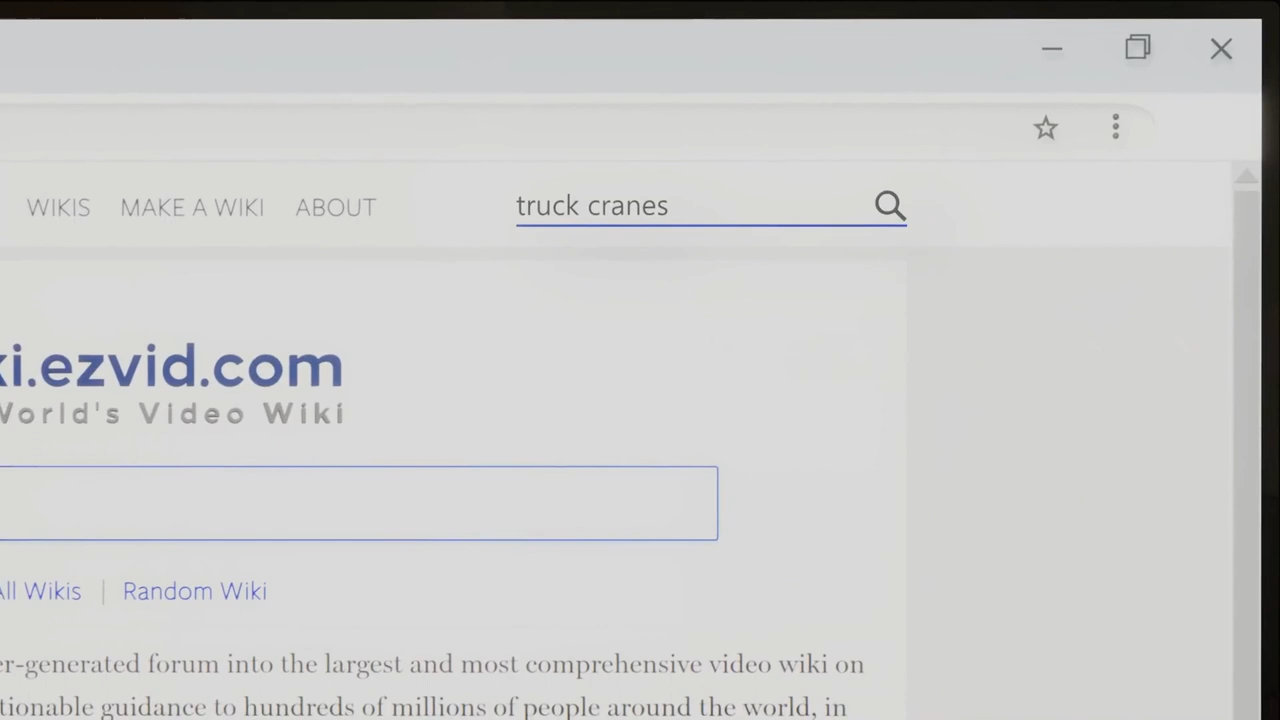 WIKIS MAKE A WIKI ABOUT truck cranes
ki.ezvid.com
World's Video Wiki
All Wikis | Random Wiki
er-generated forum into the largest and most comprehensive video wiki on
tionable guidance to hundreds of millions of people around the world, in